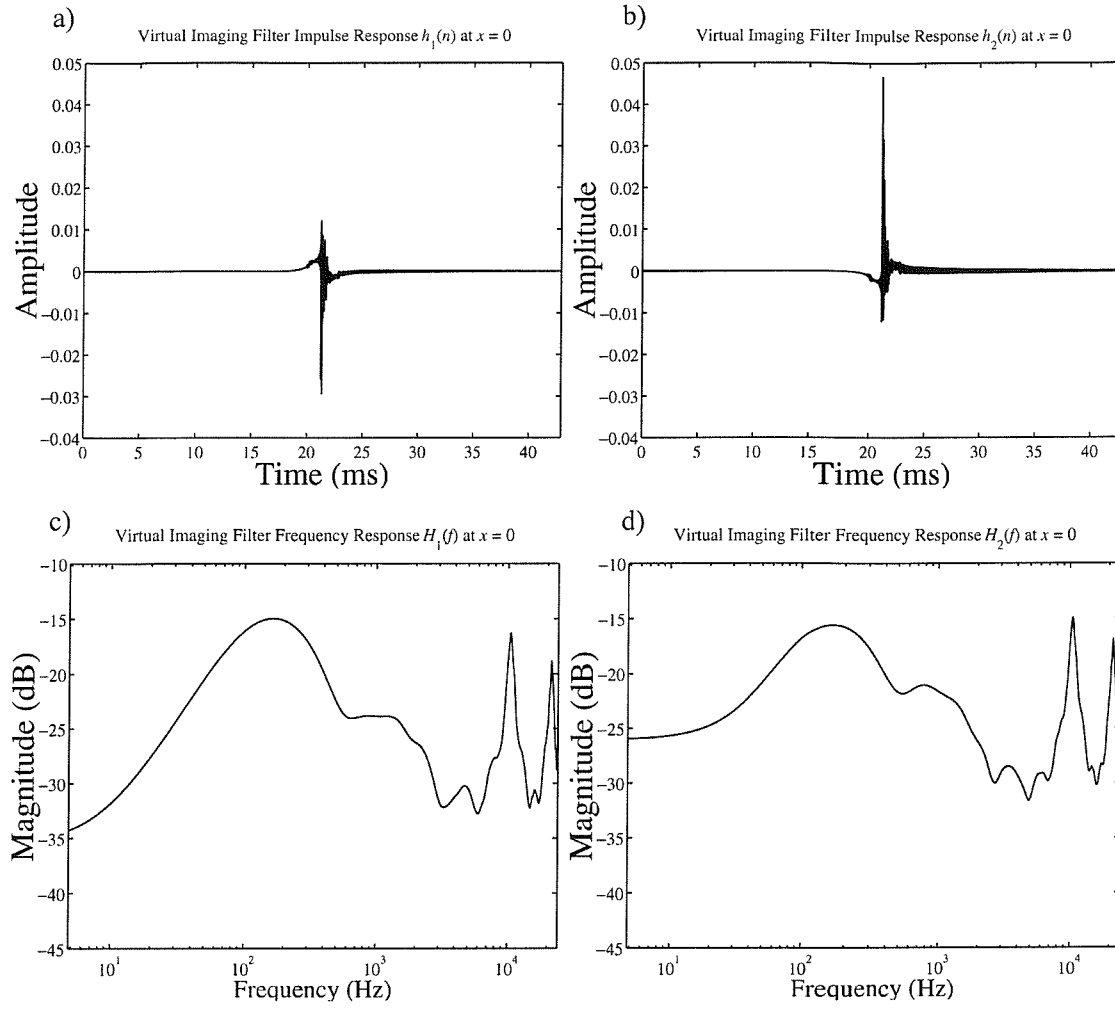 a)
Virtual Imaging Filter Impulse Response h1(n) at x = 0
0.05
0.04
0.03
0.02
0.01
0
−0.01
−0.02
−0.03
−0.04
Amplitude
0 5 10 15 20 25 30 35 40
Time (ms)
b)
Virtual Imaging Filter Impulse Response h2(n) at x = 0
0.05
0.04
0.03
0.02
0.01
0
−0.01
−0.02
−0.03
−0.04
Amplitude
0 5 10 15 20 25 30 35 40
Time (ms)
c)
Virtual Imaging Filter Frequency Response H1(f) at x = 0
−10
−15
−20
−25
−30
−35
−40
−45
Magnitude (dB)
10^1 10^2 10^3 10^4
Frequency (Hz)
d)
Virtual Imaging Filter Frequency Response H2(f) at x = 0
−10
−15
−20
−25
−30
−35
−40
−45
Magnitude (dB)
10^1 10^2 10^3 10^4
Frequency (Hz)